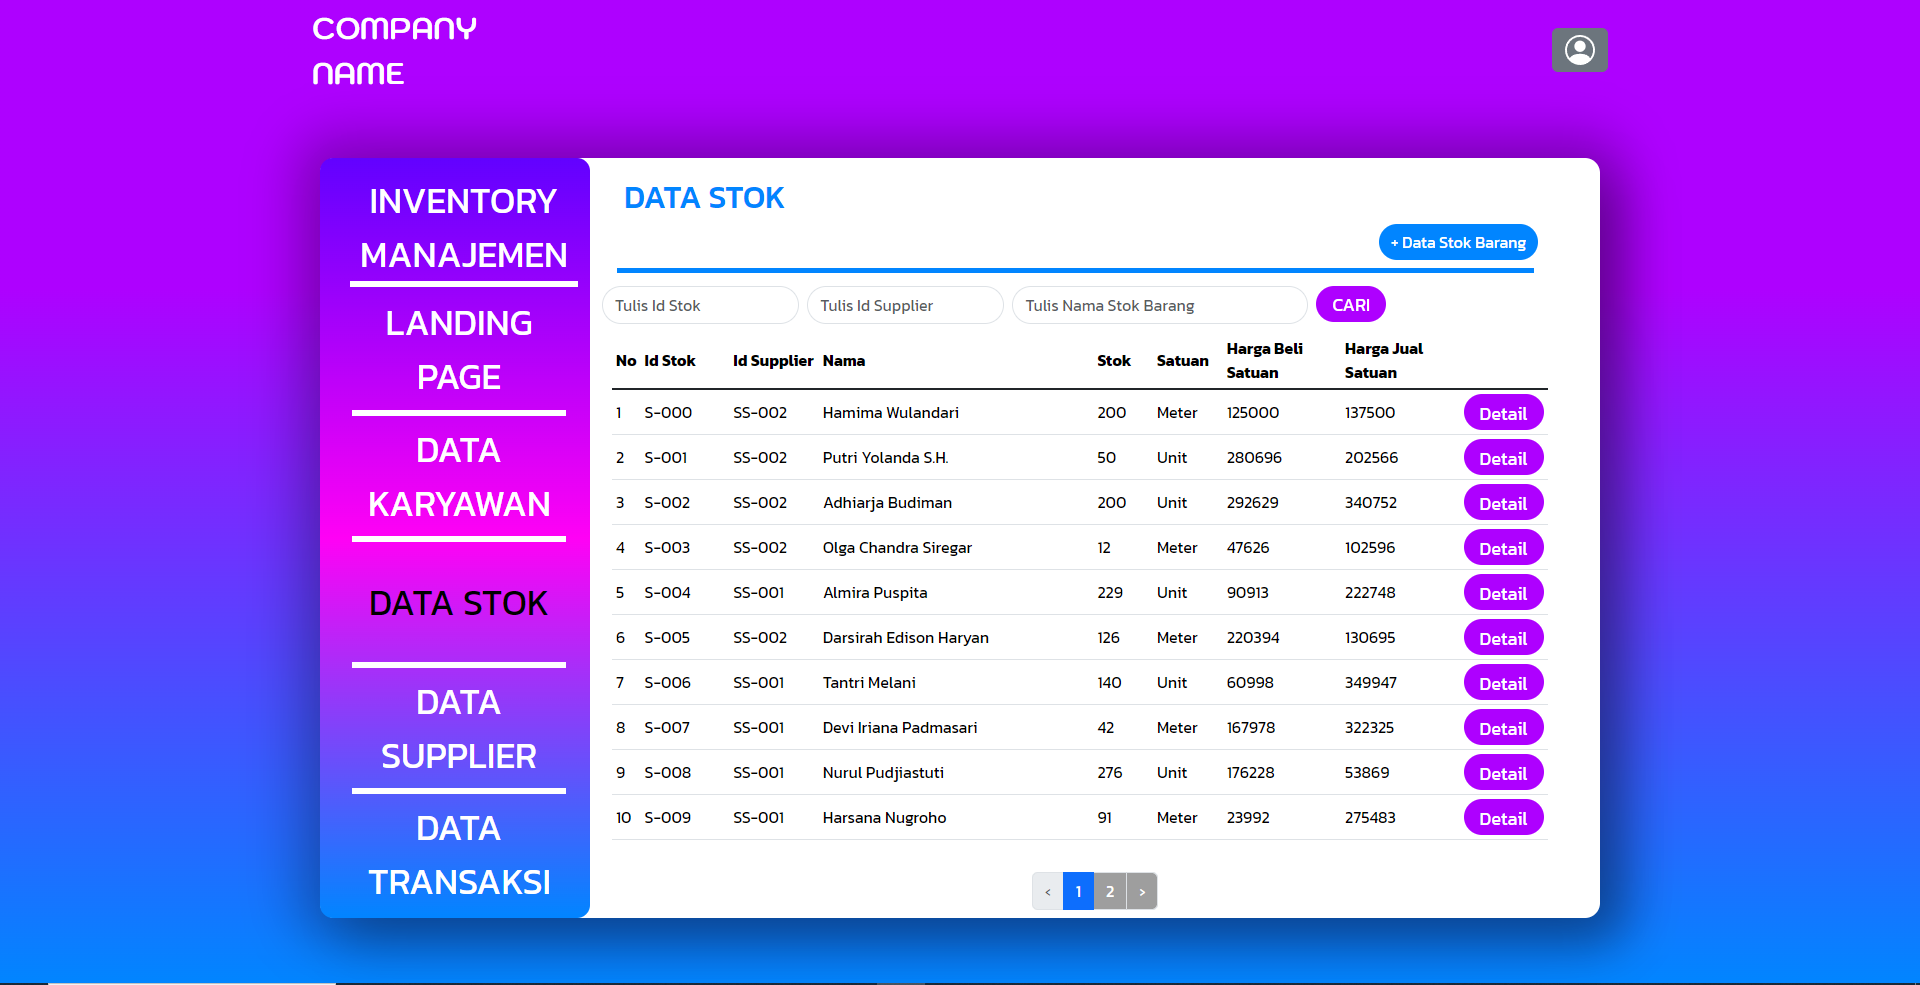 COMPANY
NAME
INVENTORY
MANAJEMEN
LANDING
PAGE
DATA
KARYAWAN
DATA STOK
DATA
SUPPLIER
DATA
TRANSAKSI
DATA STOK
+ Data Stok Barang
Tulis Id Stok Tulis Id Supplier Tulis Nama Stok Barang CARI
No Id Stok Id Supplier Nama Stok Satuan Harga Beli Satuan Harga Jual Satuan
1 S-000 SS-002 Hamima Wulandari 200 Meter 125000 137500 Detail
2 S-001 SS-002 Putri Yolanda S.H. 50 Unit 280696 202566 Detail
3 S-002 SS-002 Adhiarja Budiman 200 Unit 292629 340752 Detail
4 S-003 SS-002 Olga Chandra Siregar 12 Meter 47626 102596 Detail
5 S-004 SS-001 Almira Puspita 229 Unit 90913 222748 Detail
6 S-005 SS-002 Darsirah Edison Haryan 126 Meter 220394 130695 Detail
7 S-006 SS-001 Tantri Melani 140 Unit 60998 349947 Detail
8 S-007 SS-001 Devi Iriana Padmasari 42 Meter 167978 322325 Detail
9 S-008 SS-001 Nurul Pudjiastuti 276 Unit 176228 53869 Detail
10 S-009 SS-001 Harsana Nugroho 91 Meter 23992 275483 Detail
‹ 1 2 ›